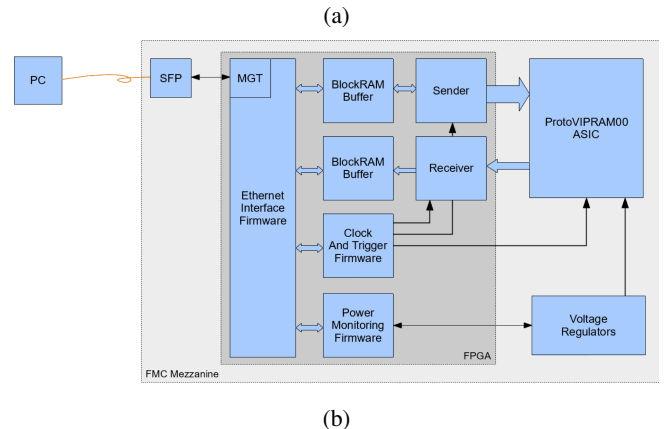 (a)
PC
SFP
MGT
BlockRAM
Buffer
Sender
ProtoVIPRAM00
ASIC
BlockRAM
Buffer
Receiver
Ethernet
Interface
Firmware
Clock
And Trigger
Firmware
Power
Monitoring
Firmware
Voltage
Regulators
FPGA
FMC Mezzanine
(b)